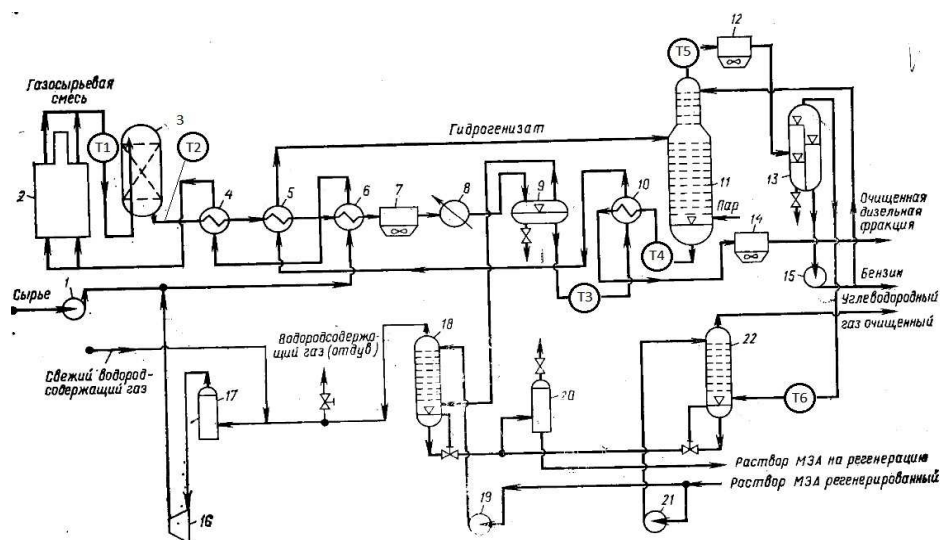 12
T5
Газосырьевая
смесь
3
T1
T2
Гидрогенизат
2
4
5
6
7
8
9
10
11
13
Пар
14
Очищенная
дизельная
фракция
T4
1
Сырье
T3
15
Бензин
Углеводородный
газ очищенный
Водородсодержа-
щий газ (отдув)
18
22
Свежий водород-
содержащий газ
17
20
T6
Раствор МЭА на регенерацию
Раствор МЭА регенерированный
16
19
21